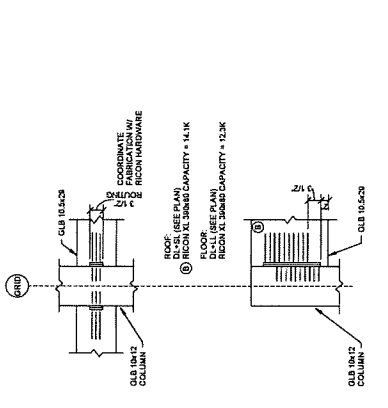 GRID
GLB 10.5x29
COORDINATE
FABRICATION W/
RICON HARDWARE
3 1/2
ROUTING
GLB 10x12
COLUMN
ROOF:
DL+SL (SEE PLAN)
B RICON XL 390x80 CAPACITY = 14.1K
FLOOR:
DL+LL (SEE PLAN)
RICON XL 390x80 CAPACITY = 12.3K
B
3 1/2
GLB 10x12
COLUMN
GLB 10.5x29